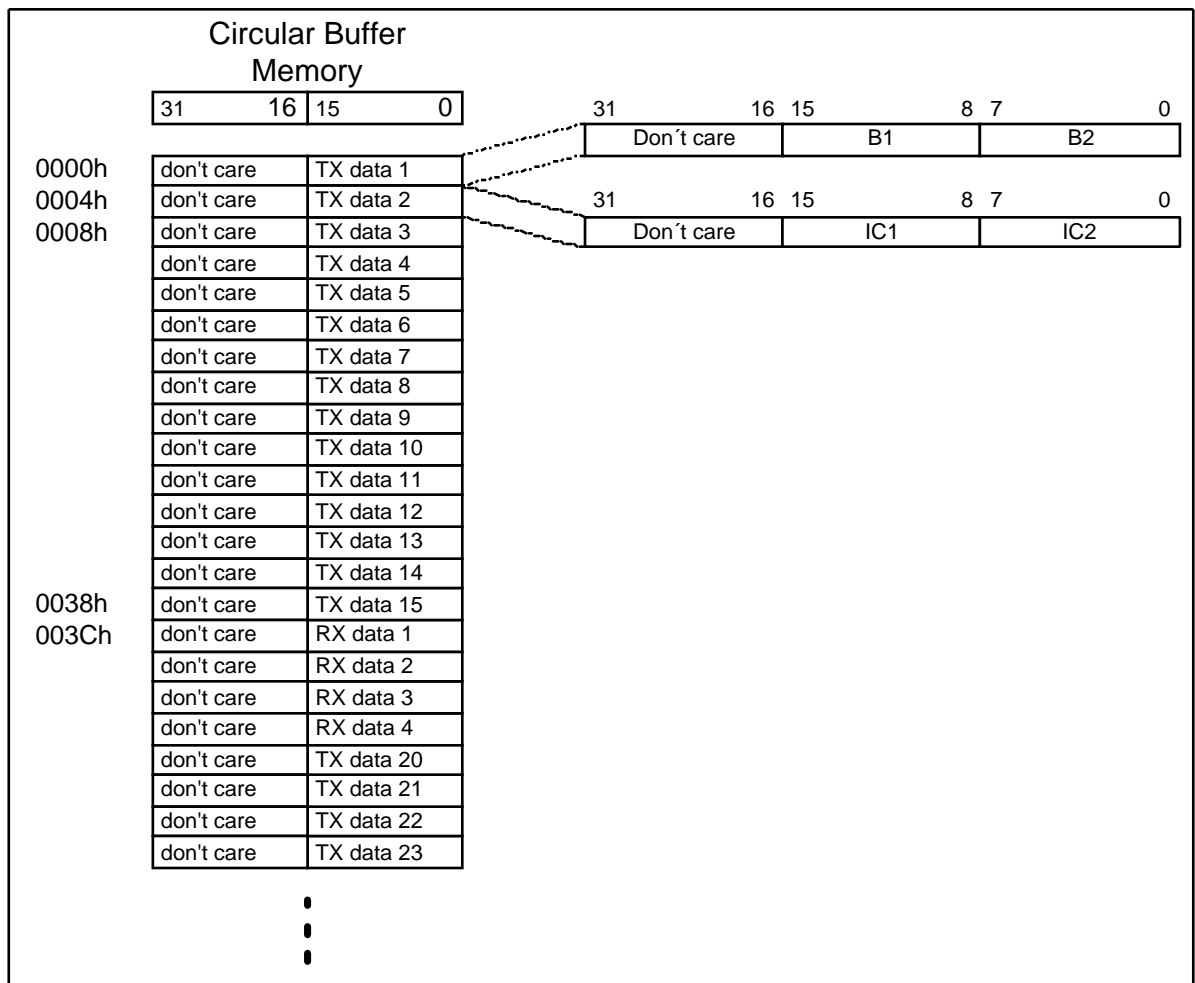 Circular Buffer
Memory
31 16 15 0
31 16 15 8 7 0
Don´t care B1 B2
0000h don't care TX data 1
0004h don't care TX data 2
31 16 15 8 7 0
0008h don't care TX data 3
Don´t care IC1 IC2
don't care TX data 4
don't care TX data 5
don't care TX data 6
don't care TX data 7
don't care TX data 8
don't care TX data 9
don't care TX data 10
don't care TX data 11
don't care TX data 12
don't care TX data 13
don't care TX data 14
0038h don't care TX data 15
003Ch don't care RX data 1
don't care RX data 2
don't care RX data 3
don't care RX data 4
don't care TX data 20
don't care TX data 21
don't care TX data 22
don't care TX data 23